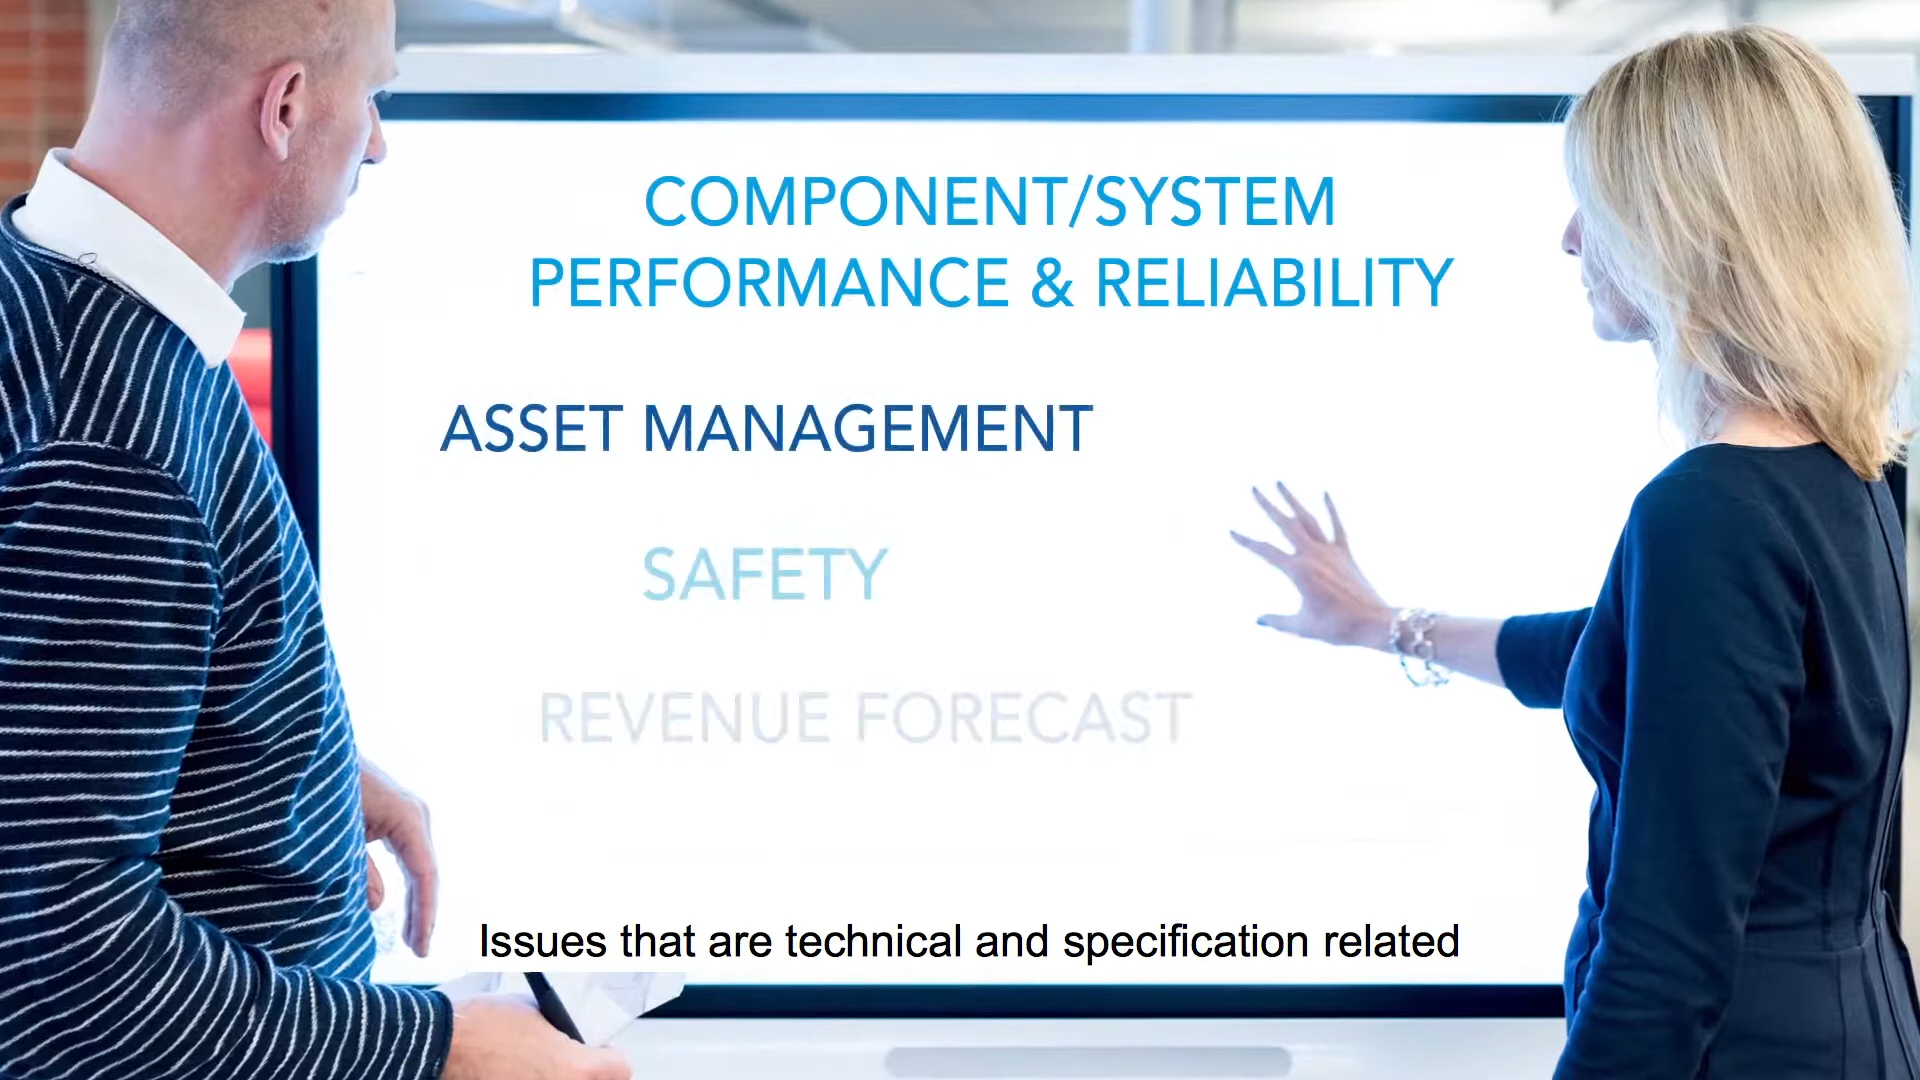 COMPONENT/SYSTEM
PERFORMANCE & RELIABILITY
ASSET MANAGEMENT
SAFETY
REVENUE FORECAST
Issues that are technical and specification related